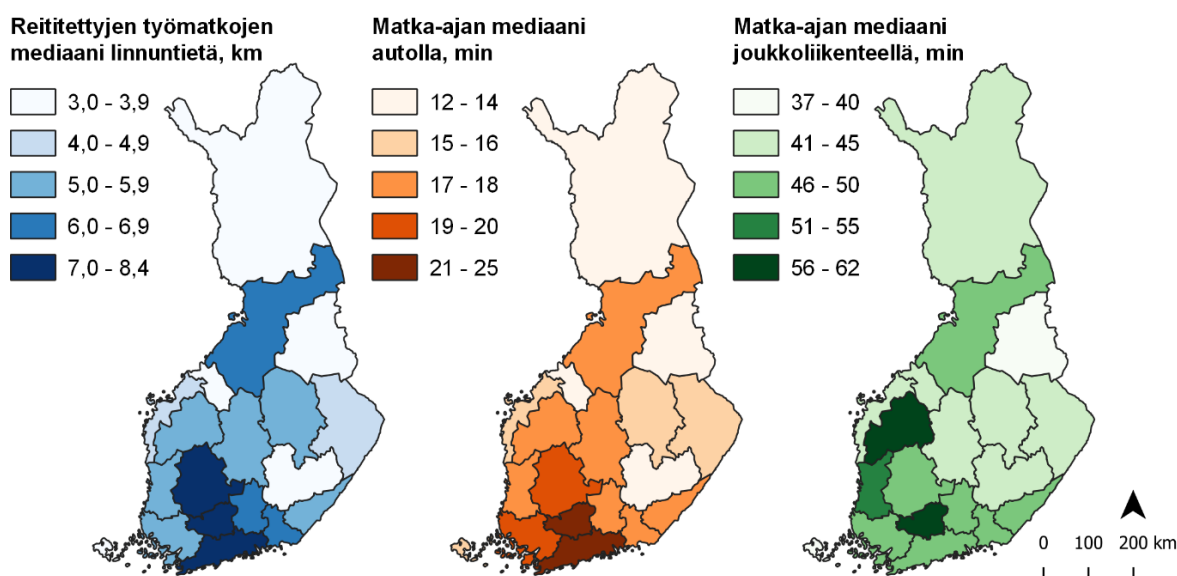 Reititettyjen työmatkojen
mediaani linnuntietä, km
3,0 - 3,9
4,0 - 4,9
5,0 - 5,9
6,0 - 6,9
7,0 - 8,4
Matka-ajan mediaani
autolla, min
12 - 14
15 - 16
17 - 18
19 - 20
21 - 25
Matka-ajan mediaani
joukkoliikenteellä, min
37 - 40
41 - 45
46 - 50
51 - 55
56 - 62
0 100 200 km